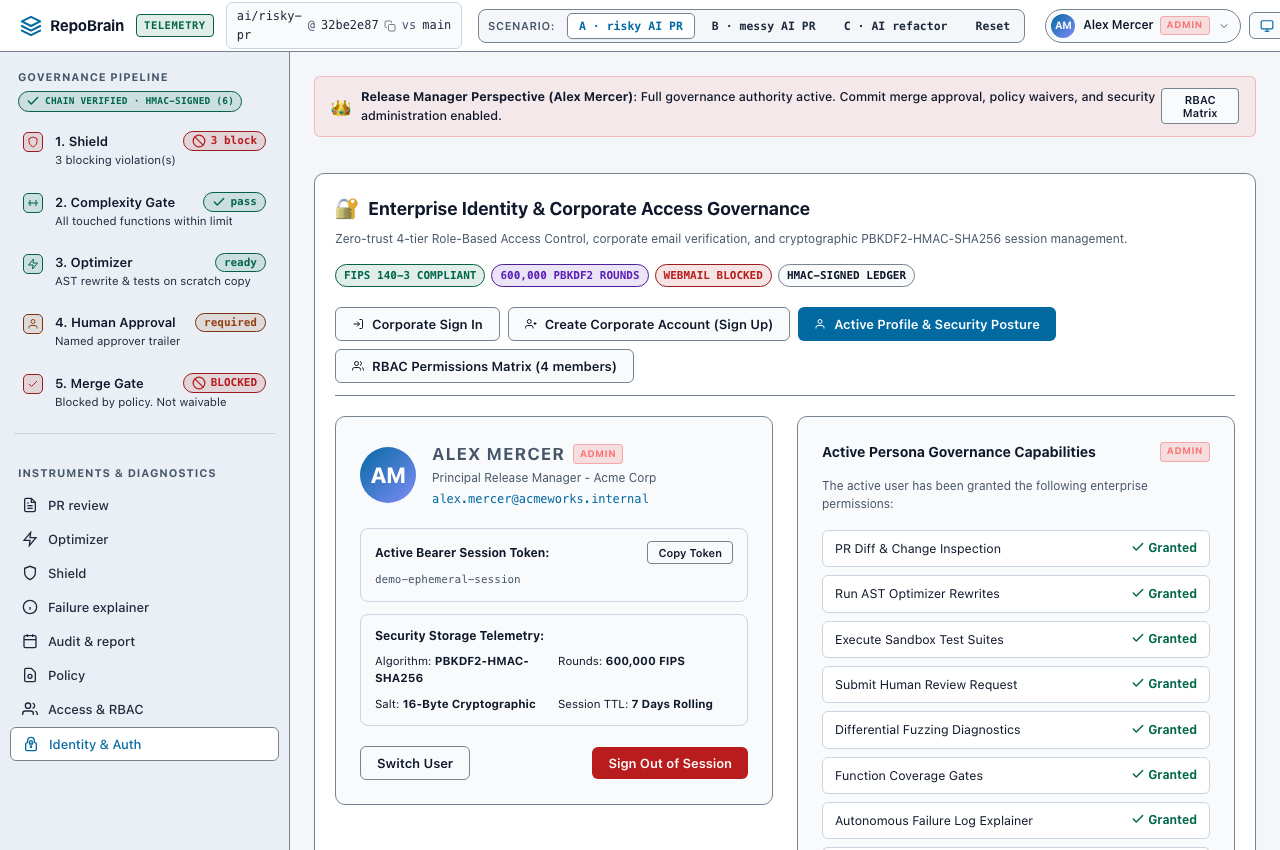 RepoBrain
TELEMETRY
ai/risky-pr @ 32be2e87 vs main
SCENARIO: A · risky AI PR B · messy AI PR C · AI refactor Reset
AM Alex Mercer ADMIN
GOVERNANCE PIPELINE
CHAIN VERIFIED · HMAC-SIGNED (6)
1. Shield 3 block
3 blocking violation(s)
2. Complexity Gate pass
All touched functions within limit
3. Optimizer ready
AST rewrite & tests on scratch copy
4. Human Approval required
Named approver trailer
5. Merge Gate BLOCKED
Blocked by policy. Not waivable
INSTRUMENTS & DIAGNOSTICS
PR review
Optimizer
Shield
Failure explainer
Audit & report
Policy
Access & RBAC
Identity & Auth
Release Manager Perspective (Alex Mercer): Full governance authority active. Commit merge approval, policy waivers, and security
administration enabled.
RBAC
Matrix
Enterprise Identity & Corporate Access Governance
Zero-trust 4-tier Role-Based Access Control, corporate email verification, and cryptographic PBKDF2-HMAC-SHA256 session management.
FIPS 140-3 COMPLIANT 600,000 PBKDF2 ROUNDS WEBMAIL BLOCKED HMAC-SIGNED LEDGER
Corporate Sign In Create Corporate Account (Sign Up) Active Profile & Security Posture
RBAC Permissions Matrix (4 members)
AM
ALEX MERCER ADMIN
Principal Release Manager - Acme Corp
alex.mercer@acmeworks.internal
Active Bearer Session Token: Copy Token
demo-ephemeral-session
Security Storage Telemetry:
Algorithm: PBKDF2-HMAC-
SHA256
Rounds: 600,000 FIPS
Salt: 16-Byte Cryptographic Session TTL: 7 Days Rolling
Switch User Sign Out of Session
Active Persona Governance Capabilities ADMIN
The active user has been granted the following enterprise
permissions:
PR Diff & Change Inspection Granted
Run AST Optimizer Rewrites Granted
Execute Sandbox Test Suites Granted
Submit Human Review Request Granted
Differential Fuzzing Diagnostics Granted
Function Coverage Gates Granted
Autonomous Failure Log Explainer Granted